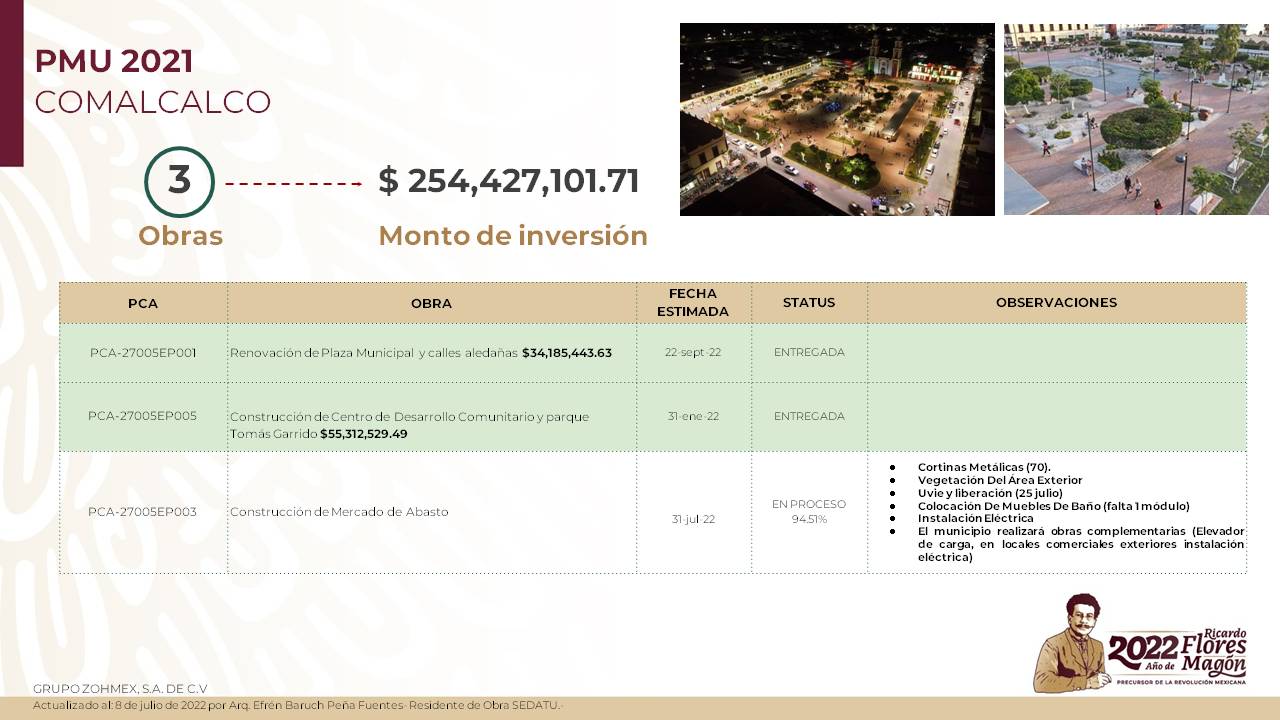 PMU 2021
COMALCALCO
3
$ 254,427,101.71
Obras
Monto de inversión
PCA
OBRA
FECHA
ESTIMADA
STATUS
OBSERVACIONES
PCA-27005EP001
Renovación de Plaza Municipal y calles aledañas $34,185,443.63
22-sept-22
ENTREGADA
PCA-27005EP005
Construcción de Centro de Desarrollo Comunitario y parque
Tomás Garrido $55,312,529.49
31-ene-22
ENTREGADA
PCA-27005EP003
Construcción de Mercado de Abasto
31-jul-22
EN PROCESO
94.51%
● Cortinas Metálicas (70).
● Vegetación Del Área Exterior
● Uvie y liberación (25 julio)
● Colocación De Muebles De Baño (falta 1 módulo)
● Instalación Eléctrica
● El municipio realizará obras complementarias (Elevador
de carga, en locales comerciales exteriores instalación
eléctrica)
2022
Año de
Ricardo
Flores
Magón
PRECURSOR DE LA REVOLUCIÓN MEXICANA
GRUPO ZOHMEX, S.A. DE C.V
Actualizado al: 8 de julio de 2022 por Arq. Efrén Baruch Peña Fuentes- Residente de Obra SEDATU.-